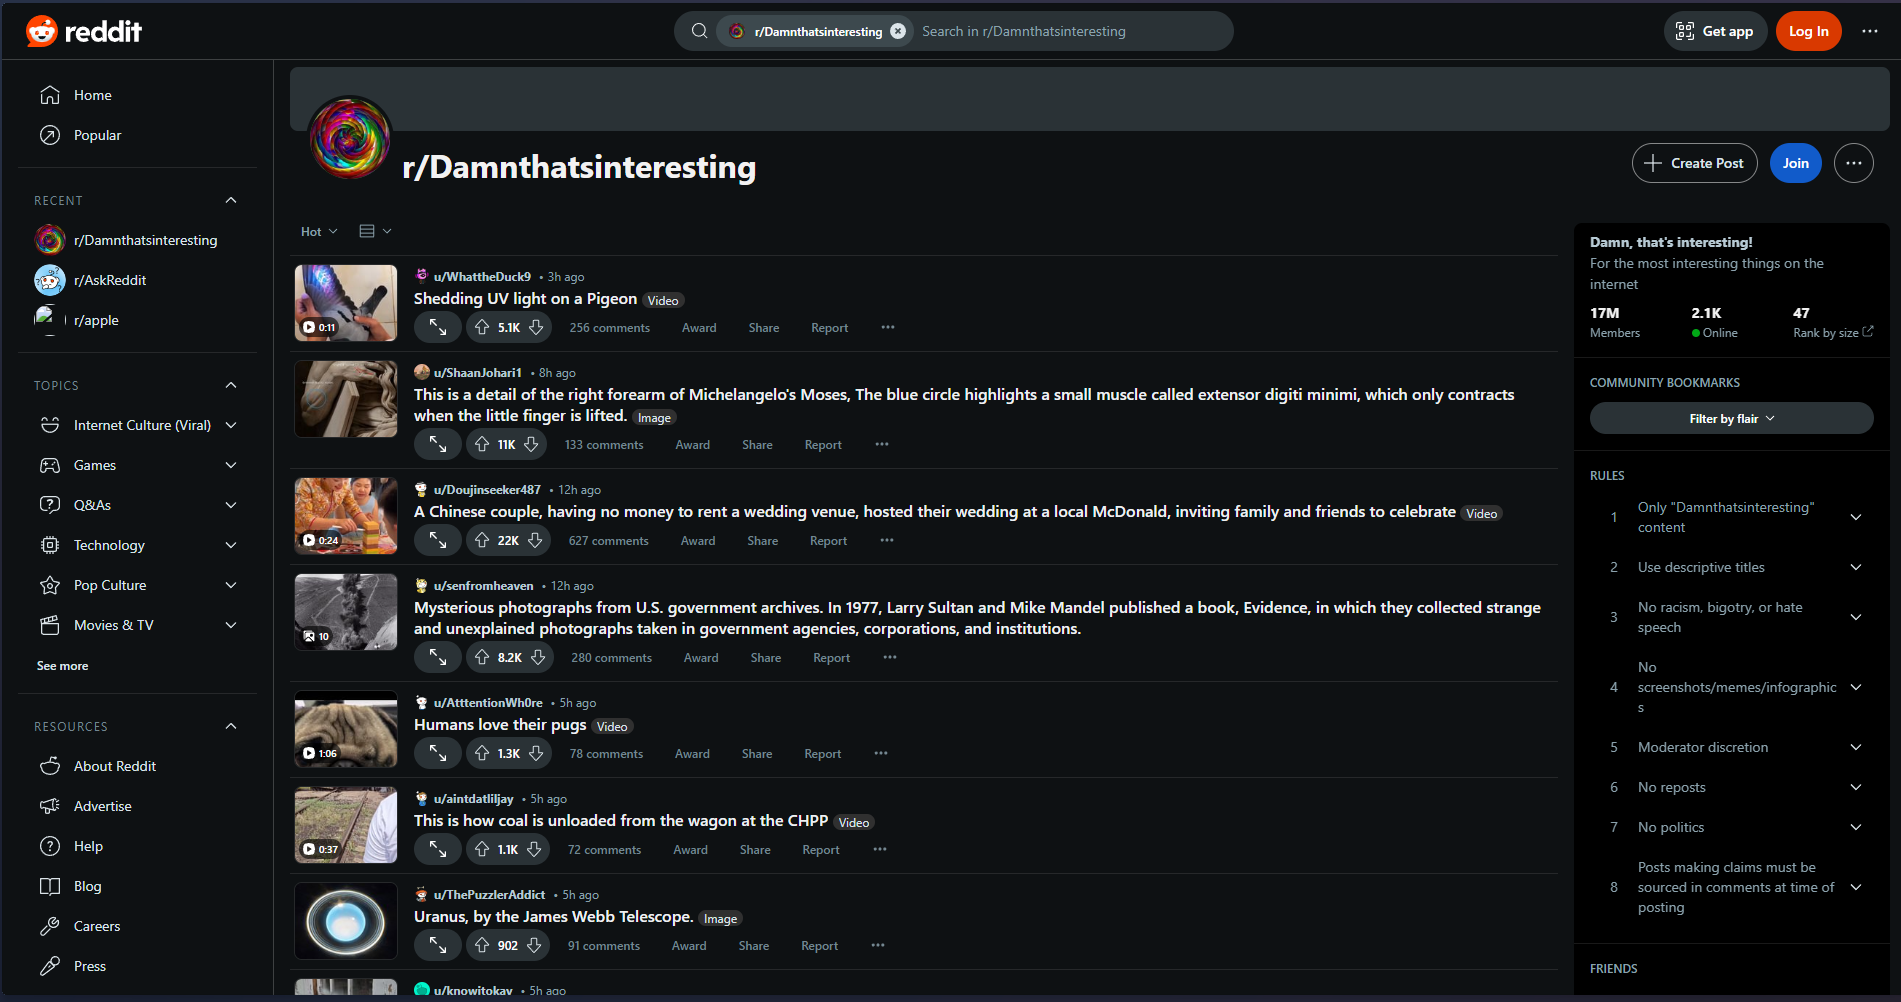 reddit
r/Damnthatsinteresting
Search in r/Damnthatsinteresting
Get app
Log In
Home
Popular
RECENT
r/Damnthatsinteresting
r/AskReddit
r/apple
TOPICS
Internet Culture (Viral)
Games
Q&As
Technology
Pop Culture
Movies & TV
See more
RESOURCES
About Reddit
Advertise
Help
Blog
Careers
Press
r/Damnthatsinteresting
Create Post
Join
Hot
u/WhattheDuck9 • 3h ago
Shedding UV light on a Pigeon Video
0:11
5.1K 256 comments Award Share Report
u/ShaanJohari1 • 8h ago
This is a detail of the right forearm of Michelangelo's Moses, The blue circle highlights a small muscle called extensor digiti minimi, which only contracts
when the little finger is lifted. Image
11K 133 comments Award Share Report
u/Doujinseeker487 • 12h ago
A Chinese couple, having no money to rent a wedding venue, hosted their wedding at a local McDonald, inviting family and friends to celebrate Video
0:24
22K 627 comments Award Share Report
u/senfromheaven • 12h ago
Mysterious photographs from U.S. government archives. In 1977, Larry Sultan and Mike Mandel published a book, Evidence, in which they collected strange
and unexplained photographs taken in government agencies, corporations, and institutions.
10
8.2K 280 comments Award Share Report
u/AtttentionWh0re • 5h ago
Humans love their pugs Video
1:06
1.3K 78 comments Award Share Report
u/aintdatliljay • 5h ago
This is how coal is unloaded from the wagon at the CHPP Video
0:37
1.1K 72 comments Award Share Report
u/ThePuzzlerAddict • 5h ago
Uranus, by the James Webb Telescope. Image
902 91 comments Award Share Report
u/knowitokay • 5h ago
Damn, that's interesting!
For the most interesting things on the
internet
17M 2.1K 47
Members Online Rank by size
COMMUNITY BOOKMARKS
Filter by flair
RULES
1 Only "Damnthatsinteresting"
content
2 Use descriptive titles
3 No racism, bigotry, or hate
speech
4 No
screenshots/memes/infographic
s
5 Moderator discretion
6 No reposts
7 No politics
8 Posts making claims must be
sourced in comments at time of
posting
FRIENDS